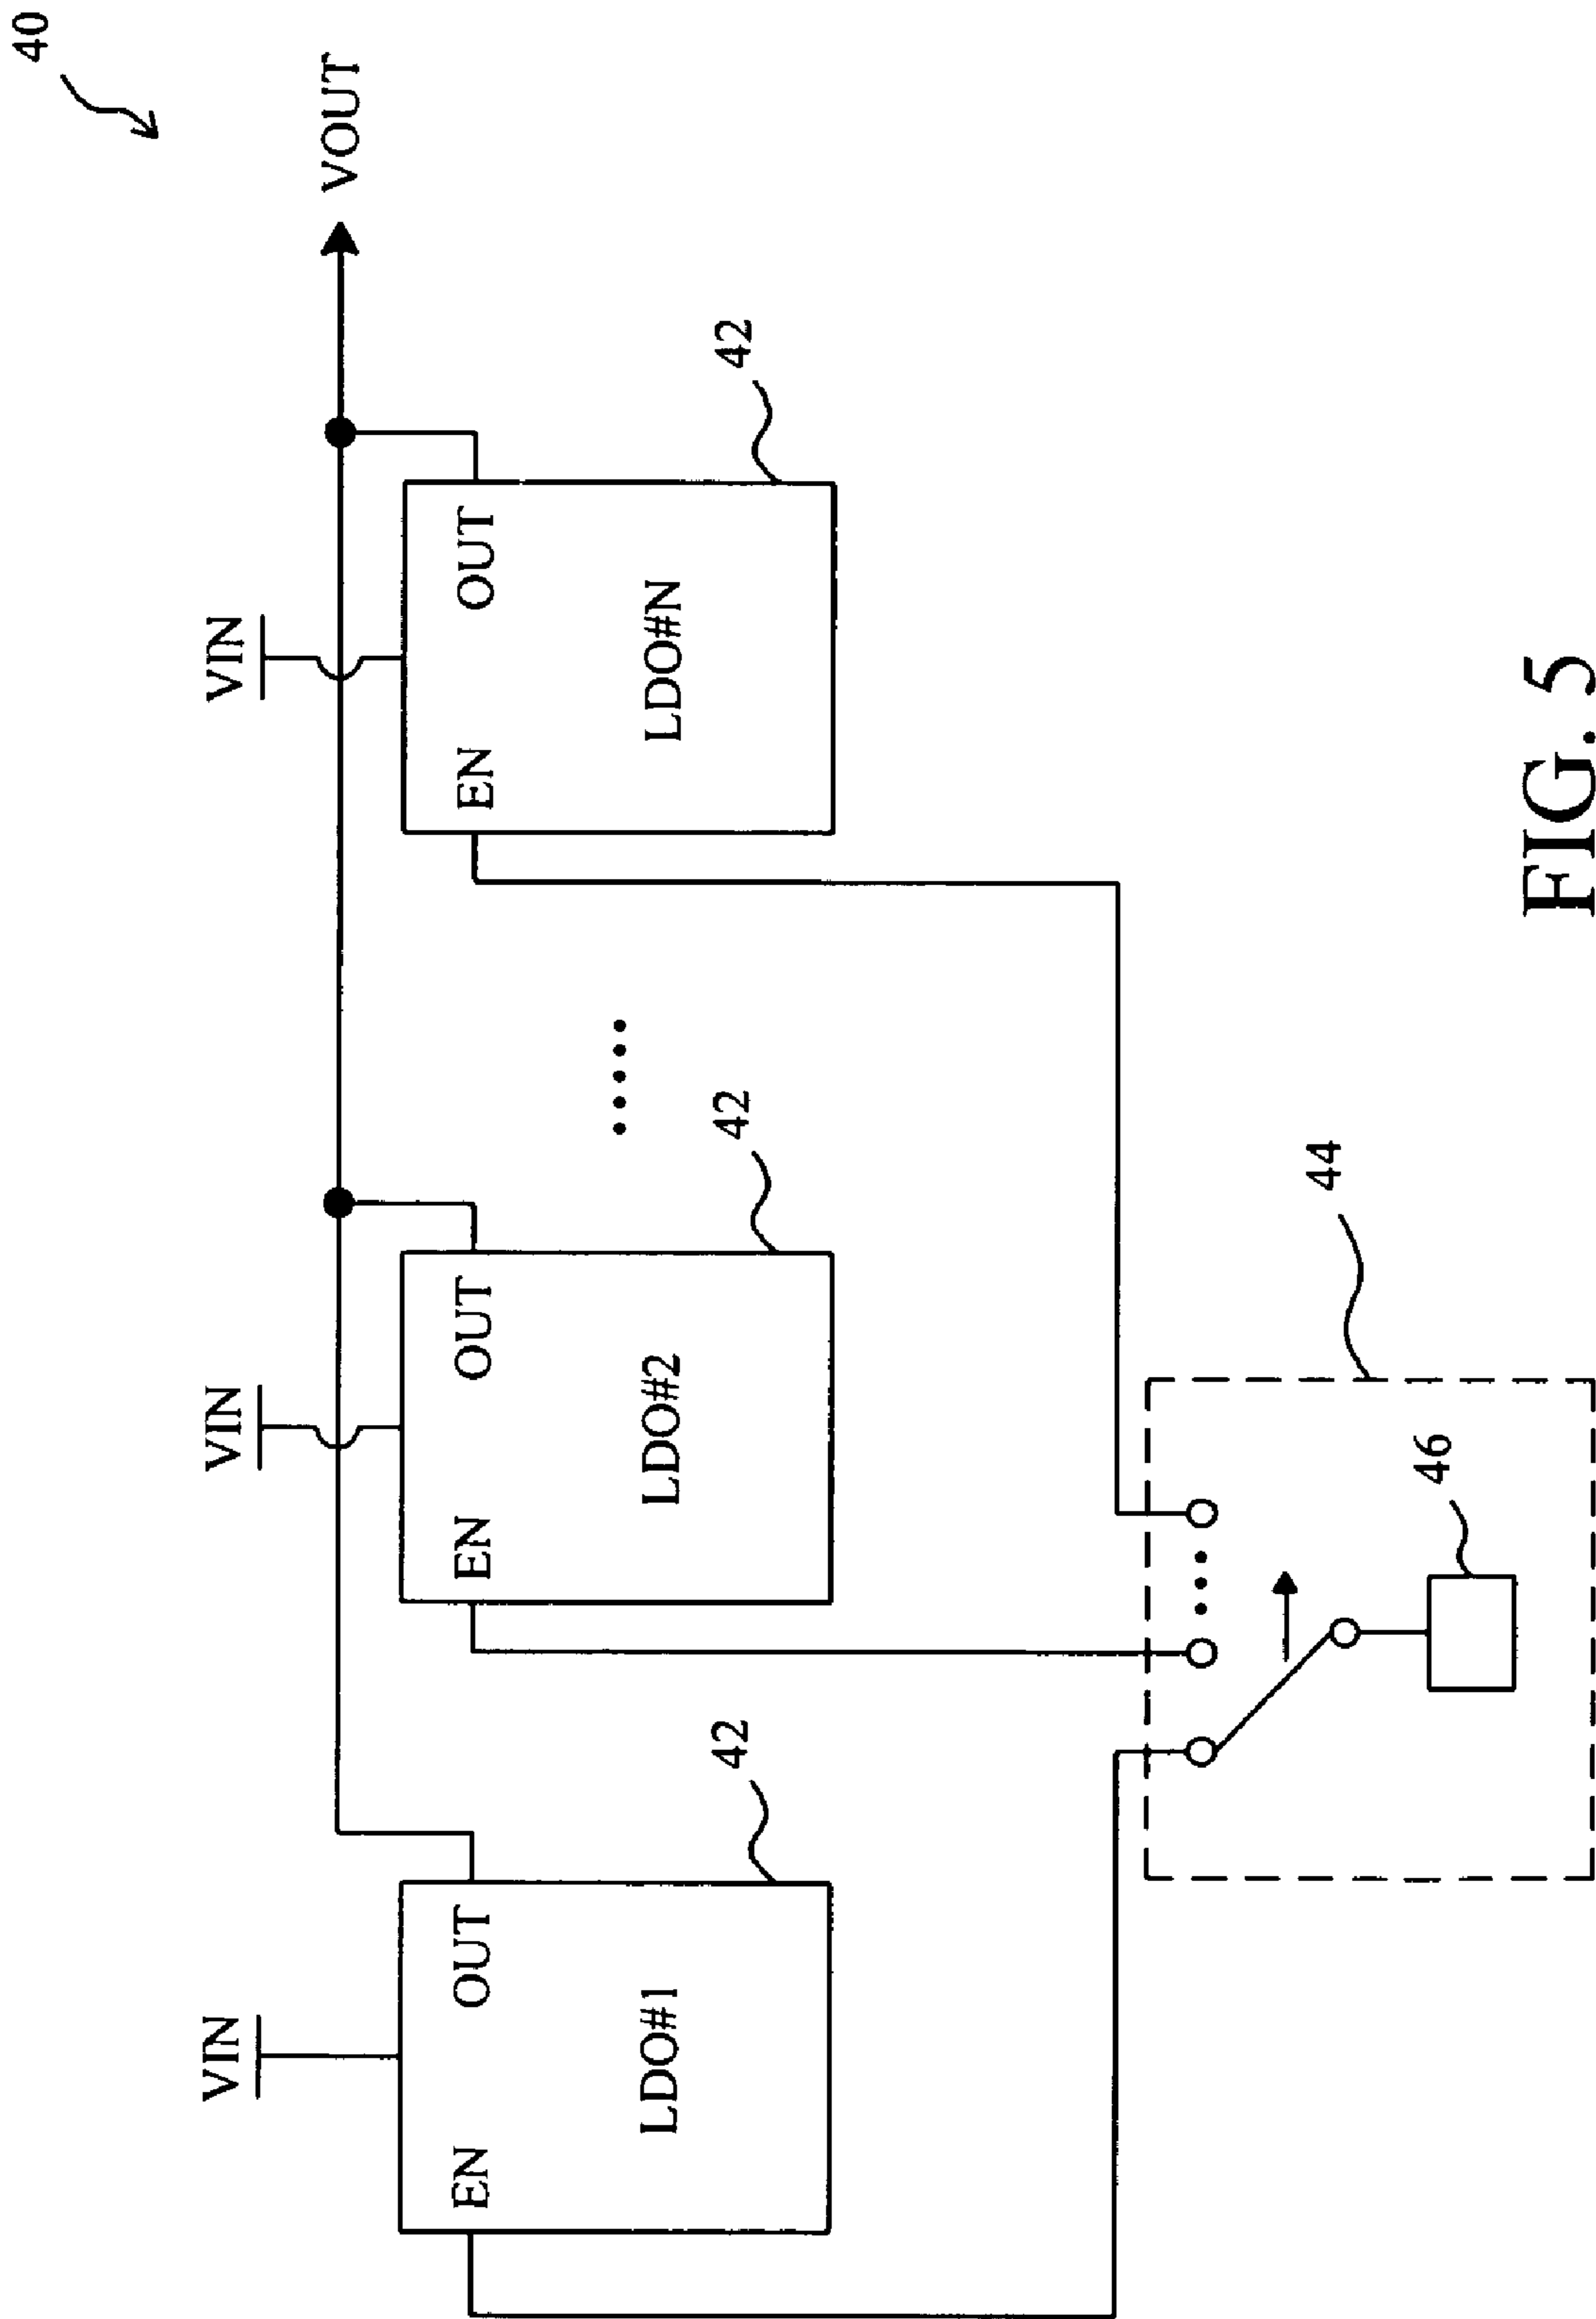 40
VOUT
VIN
VIN
VIN
EN
OUT
LDO#1
42
EN
OUT
LDO#2
42
.....
EN
OUT
LDO#N
42
44
...
46
FIG. 5